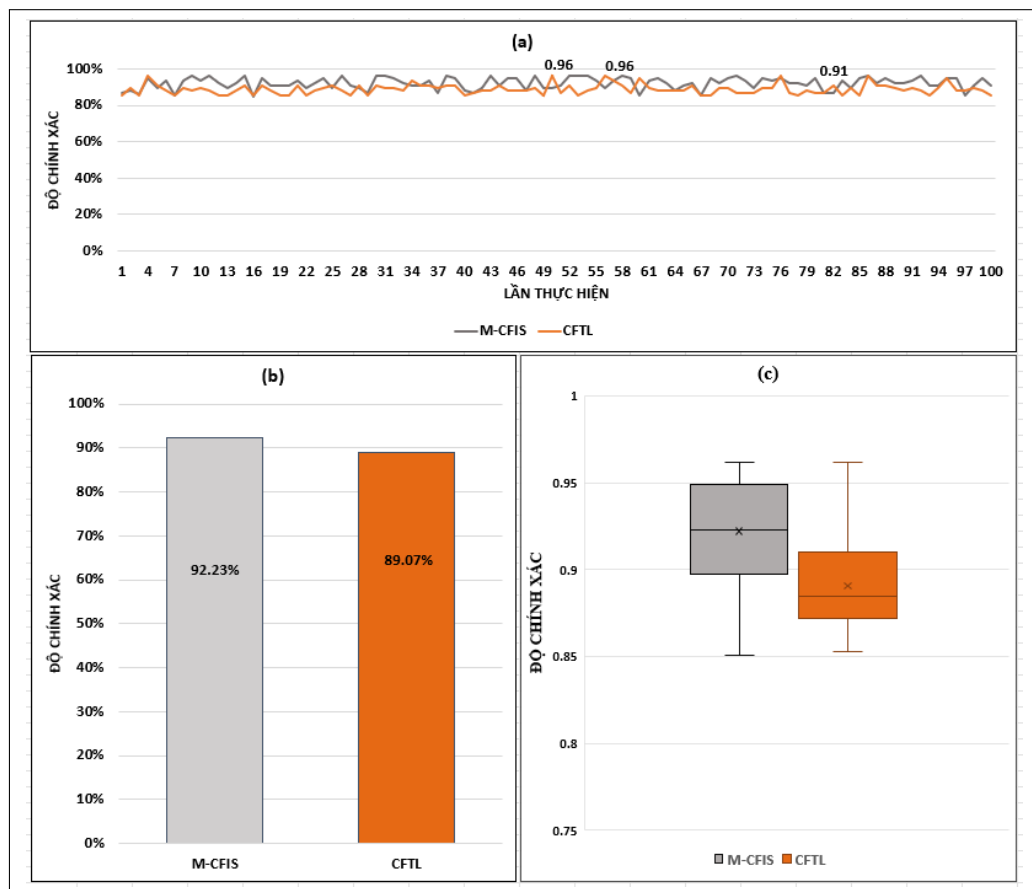 (a)
0.96 0.96 0.91
100%
80%
60%
40%
20%
0%
ĐỘ CHÍNH XÁC
1 4 7 10 13 16 19 22 25 28 31 34 37 40 43 46 49 52 55 58 61 64 67 70 73 76 79 82 85 88 91 94 97 100
LẦN THỰC HIỆN
M-CFIS CFTL
(b)
100%
90%
80%
70%
60%
50%
40%
30%
20%
10%
0%
ĐỘ CHÍNH XÁC
92.23% 89.07%
M-CFIS CFTL
(c)
1
0.95
0.9
0.85
0.8
0.75
ĐỘ CHÍNH XÁC
M-CFIS CFTL